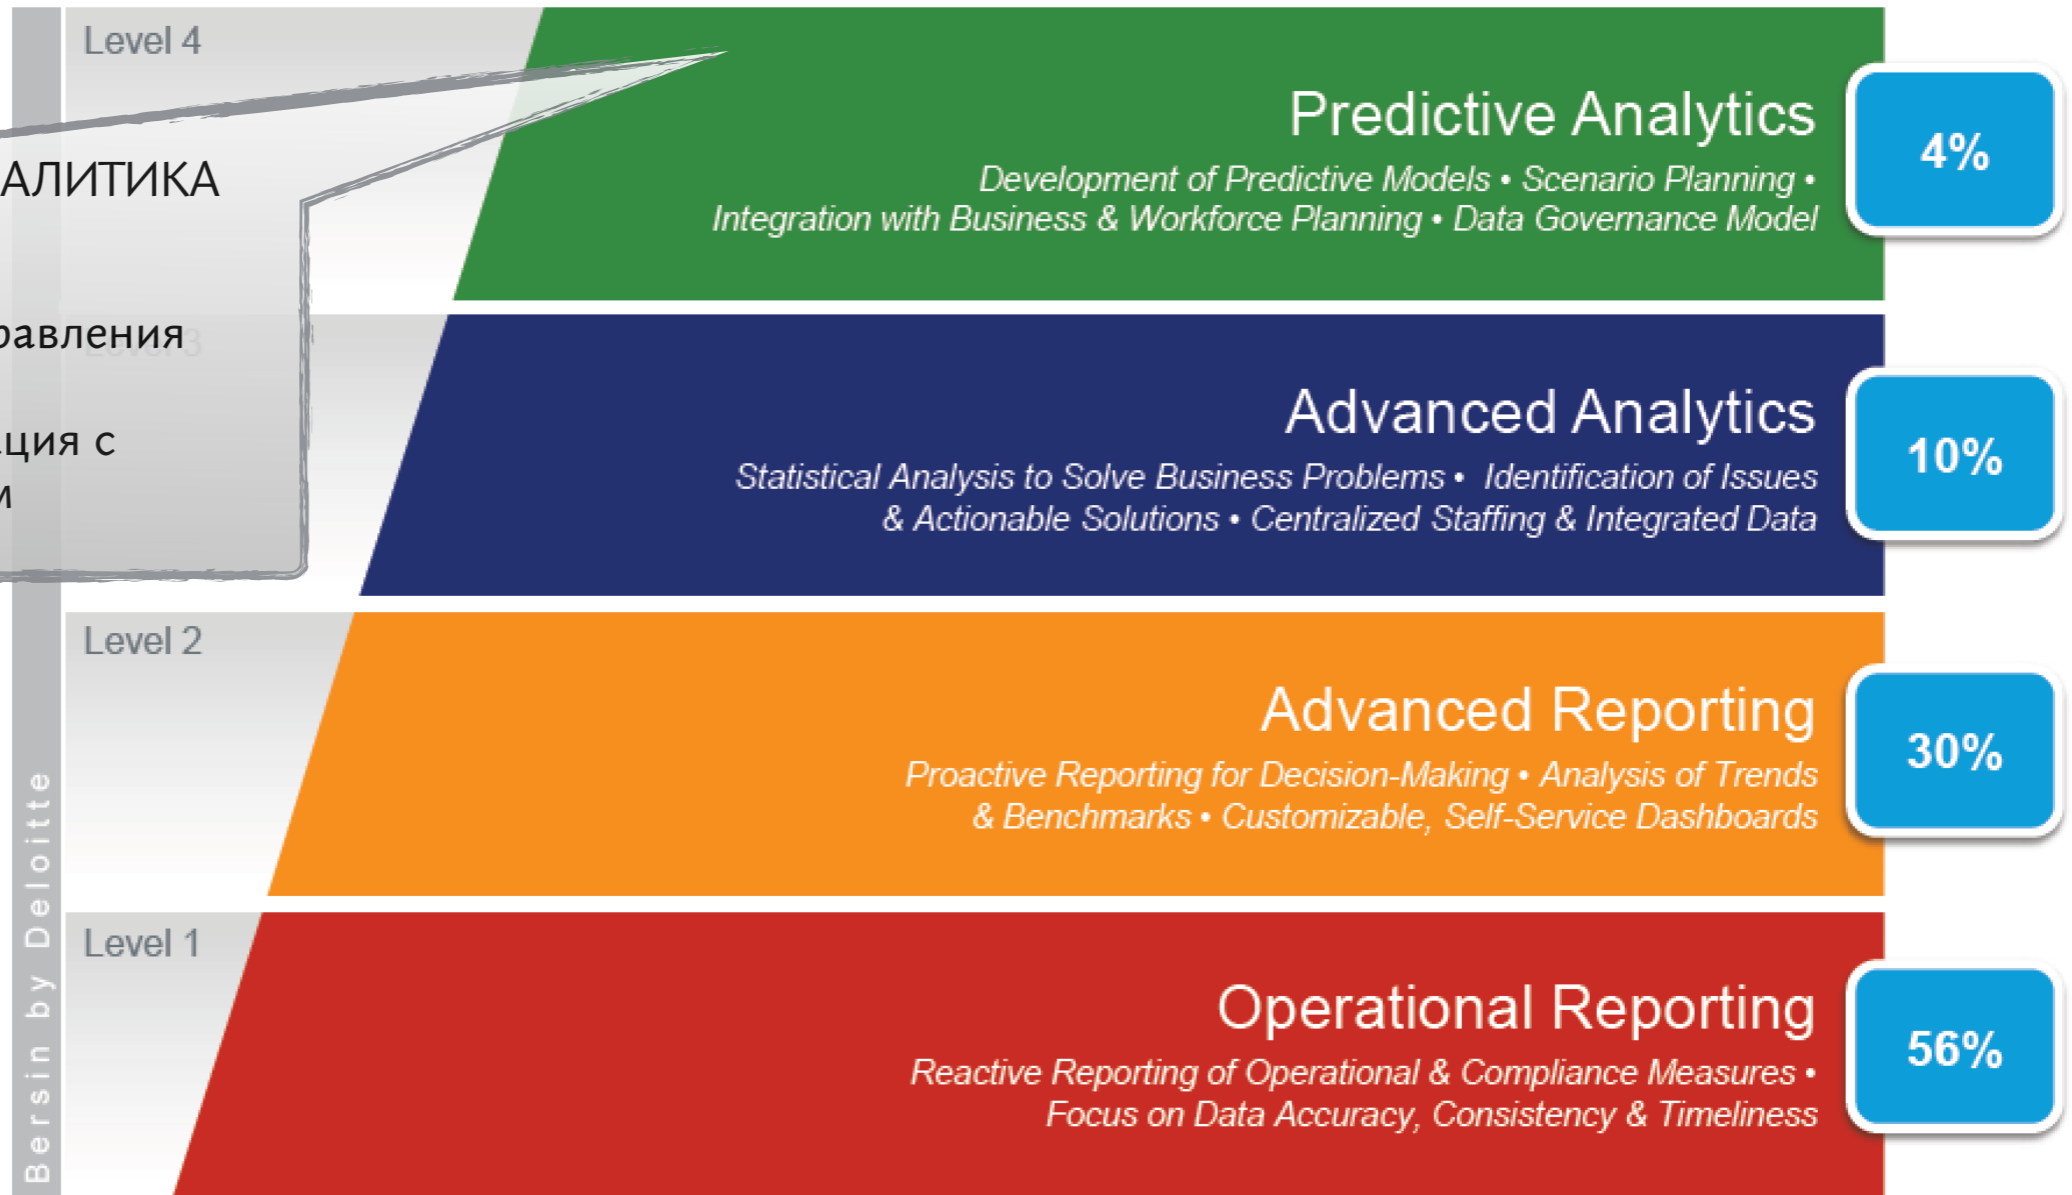 Level 4
Predictive Analytics
Development of Predictive Models • Scenario Planning •
Integration with Business & Workforce Planning • Data Governance Model
4%
АЛИТИКА
равления
ция с
м
Level 3
Advanced Analytics
Statistical Analysis to Solve Business Problems • Identification of Issues
& Actionable Solutions • Centralized Staffing & Integrated Data
10%
Level 2
Advanced Reporting
Proactive Reporting for Decision-Making • Analysis of Trends
& Benchmarks • Customizable, Self-Service Dashboards
30%
Level 1
Operational Reporting
Reactive Reporting of Operational & Compliance Measures •
Focus on Data Accuracy, Consistency & Timeliness
56%
Bersin by Deloitte